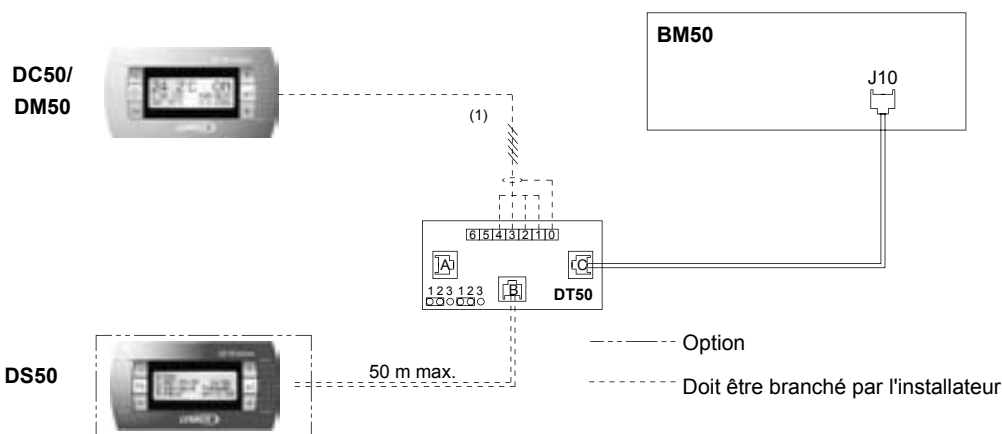 DC50/
DM50
BM50
J10
(1)
6 5 4 3 2 1 0
A
C
1 2 3 1 2 3
B
DT50
DS50
50 m max.
Option
Doit être branché par l'installateur